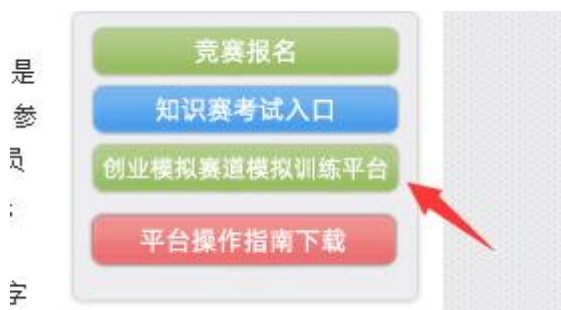 竞赛报名
是
知识赛考试入口
参
员
创业模拟赛道模拟训练平台
平台操作指南下载
字